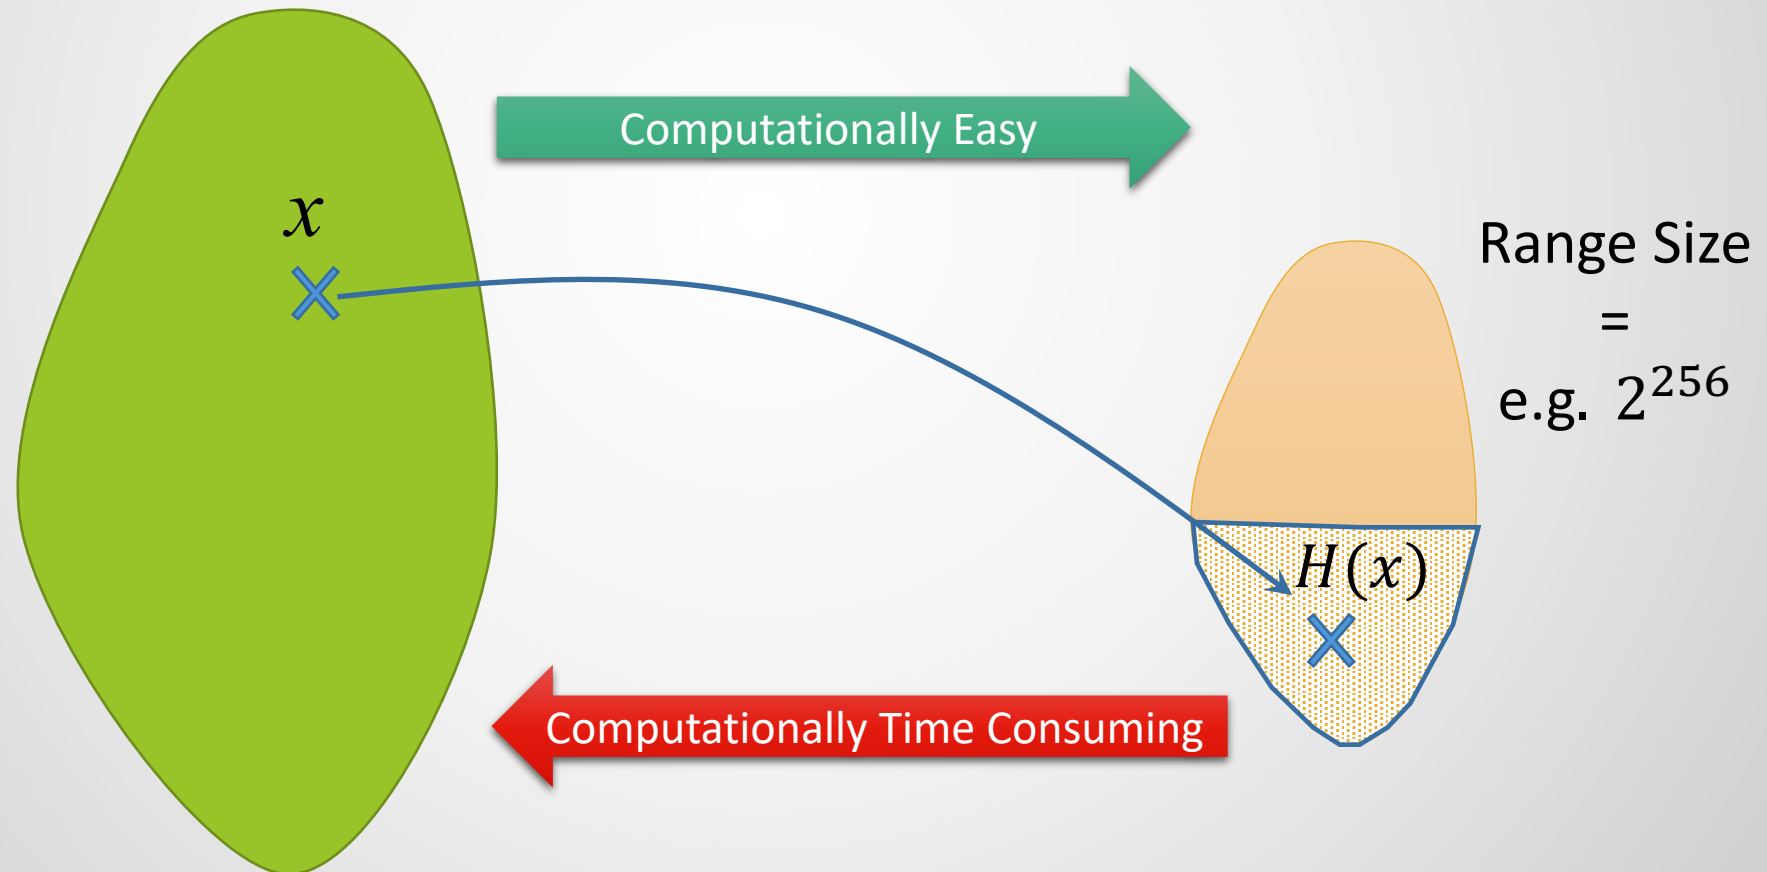 Computationally Easy
x
Range Size
=
e.g. 2^256
H(x)
Computationally Time Consuming